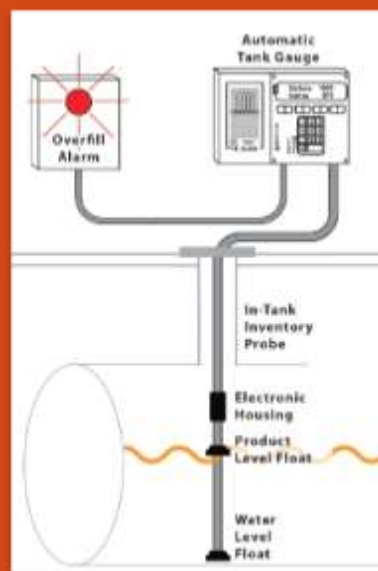 Automatic
Tank Gauge
Overfill
Alarm
In-Tank
Inventory
Probe
Electronic
Housing
Product
Level Float
Water
Level
Float